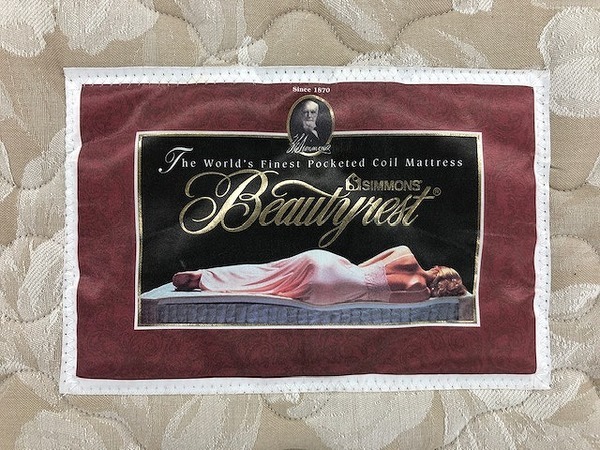 Since 1870
The World's Finest Pocketed Coil Mattress
SIMMONS
Beautyrest®